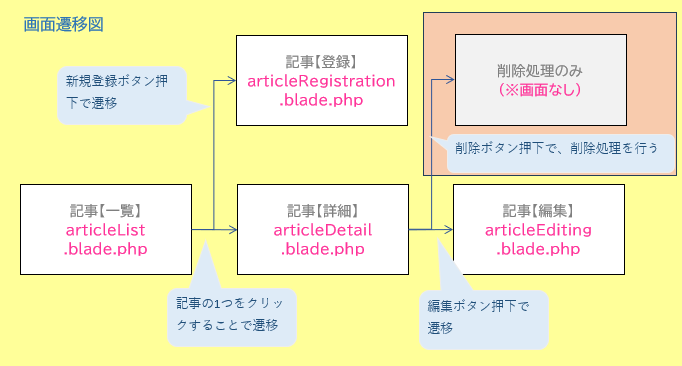 画面遷移図
新規登録ボタン押
下で遷移
記事【登録】
articleRegistration
.blade.php
削除処理のみ
(※画面なし)
削除ボタン押下で、削除処理を行う
記事【一覧】
articleList
.blade.php
記事【詳細】
articleDetail
.blade.php
記事【編集】
articleEditing
.blade.php
記事の1つをクリッ
クすることで遷移
編集ボタン押下で
遷移